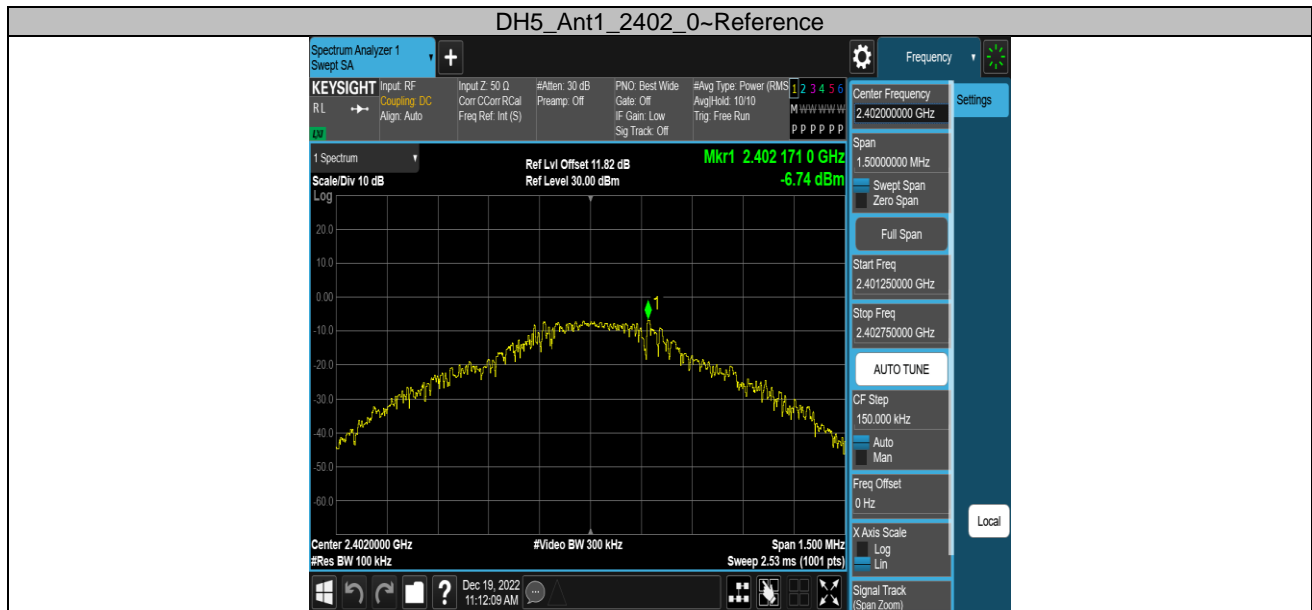 DH5_Ant1_2402_0~Reference
Spectrum Analyzer 1
Swept SA
+
Frequency
KEYSIGHT
RL
LXI
Input: RF
Coupling: DC
Align: Auto
Input Z: 50 Ω
Corr CCorr RCal
Freq Ref: Int (S)
#Atten: 30 dB
Preamp: Off
PNO: Best Wide
Gate: Off
IF Gain: Low
Sig Track: Off
#Avg Type: Power (RMS
Avg|Hold: 10/10
Trig: Free Run
1 2 3 4 5 6
M W W W W W
P P P P P P
1 Spectrum
Scale/Div 10 dB
Log
Ref Lvl Offset 11.82 dB
Ref Level 30.00 dBm
Mkr1 2.402 171 0 GHz
-6.74 dBm
20.0
10.0
0.00
-10.0
-20.0
-30.0
-40.0
-50.0
-60.0
1
Center 2.4020000 GHz
#Res BW 100 kHz
#Video BW 300 kHz
Span 1.500 MHz
Sweep 2.53 ms (1001 pts)
Center Frequency
2.402000000 GHz
Settings
Span
1.50000000 MHz
Swept Span
Zero Span
Full Span
Start Freq
2.401250000 GHz
Stop Freq
2.402750000 GHz
AUTO TUNE
CF Step
150.000 kHz
Auto
Man
Freq Offset
0 Hz
X Axis Scale
Log
Lin
Local
Signal Track
(Span Zoom)
?
Dec 19, 2022
11:12:09 AM